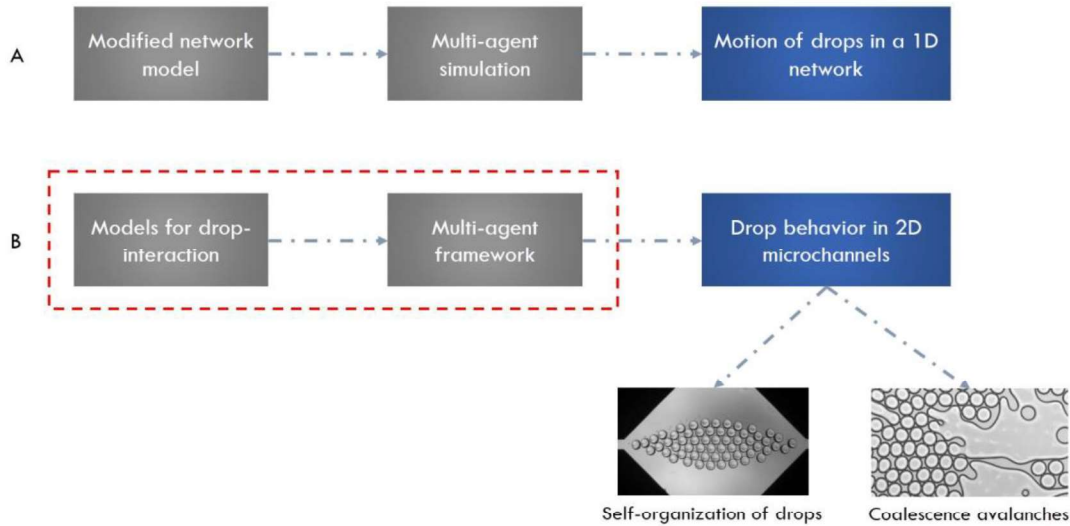 A
Modified network
model
Multi-agent
simulation
Motion of drops in a 1D
network
B
Models for drop-
interaction
Multi-agent
framework
Drop behavior in 2D
microchannels
Self-organization of drops
Coalescence avalanches